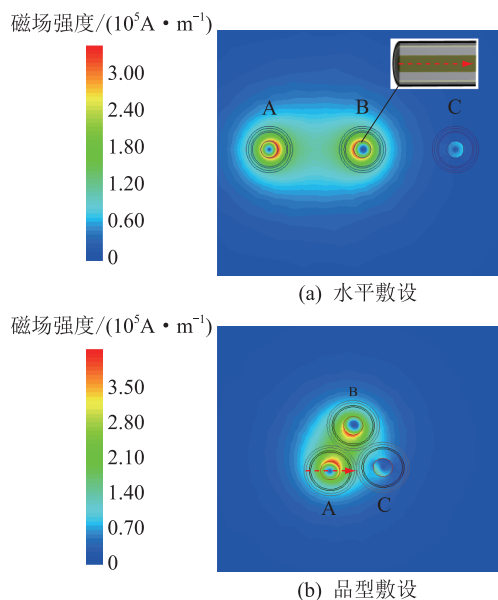 磁场强度/(10⁵A·m⁻¹)
3.00
2.40
1.80
1.20
0.60
0
A
B
C
(a) 水平敷设
磁场强度/(10⁵A·m⁻¹)
3.50
2.80
2.10
1.40
0.70
0
B
A
C
(b) 品型敷设